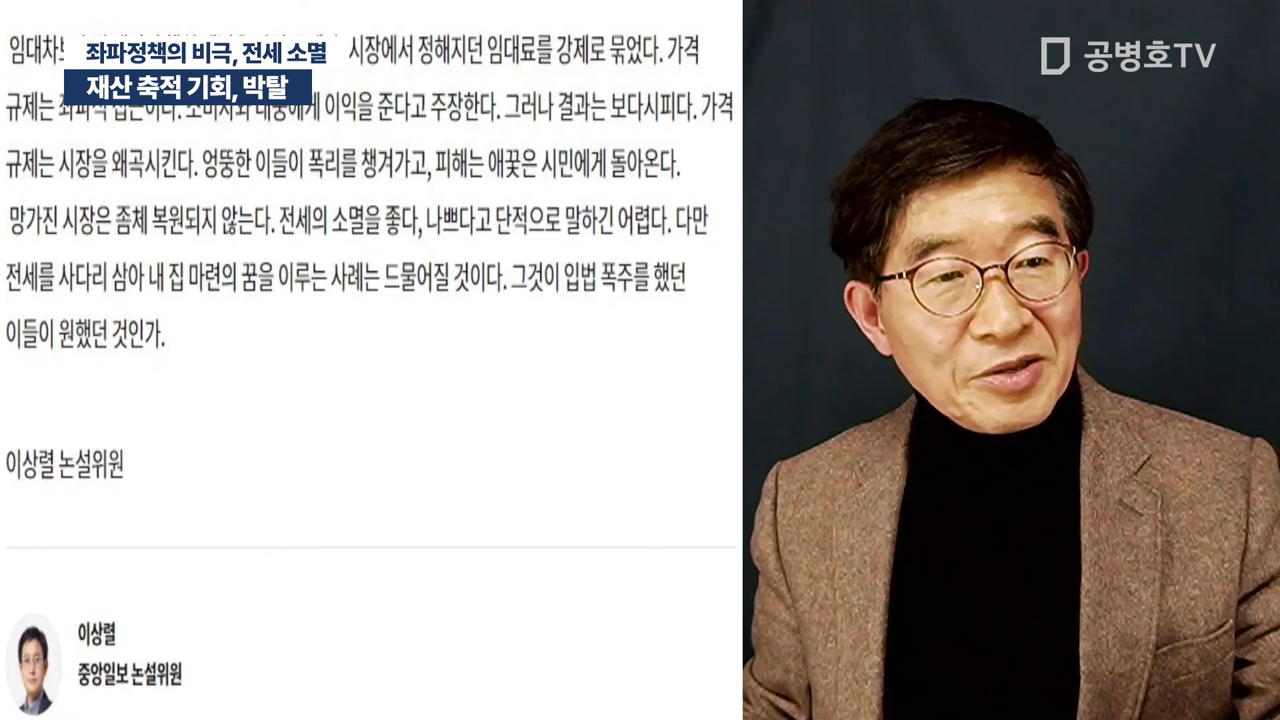 좌파정책의 비극, 전세 소멸
재산 축적 기회, 박탈
공병호TV
시장에서 정해지던 임대료를 강제로 묶었다. 가격
규제는 이익을 준다고 주장한다. 그러나 결과는 보다시피다. 가격
규제는 시장을 왜곡시킨다. 엉뚱한 이들이 폭리를 챙겨가고, 피해는 애꿎은 시민에게 돌아온다.
망가진 시장은 좀체 복원되지 않는다. 전세의 소멸을 좋다, 나쁘다고 단적으로 말하긴 어렵다. 다만
전세를 사다리 삼아 내 집 마련의 꿈을 이루는 사례는 드물어질 것이다. 그것이 입법 폭주를 했던
이들이 원했던 것인가.
이상렬 논설위원
이상렬
중앙일보 논설위원